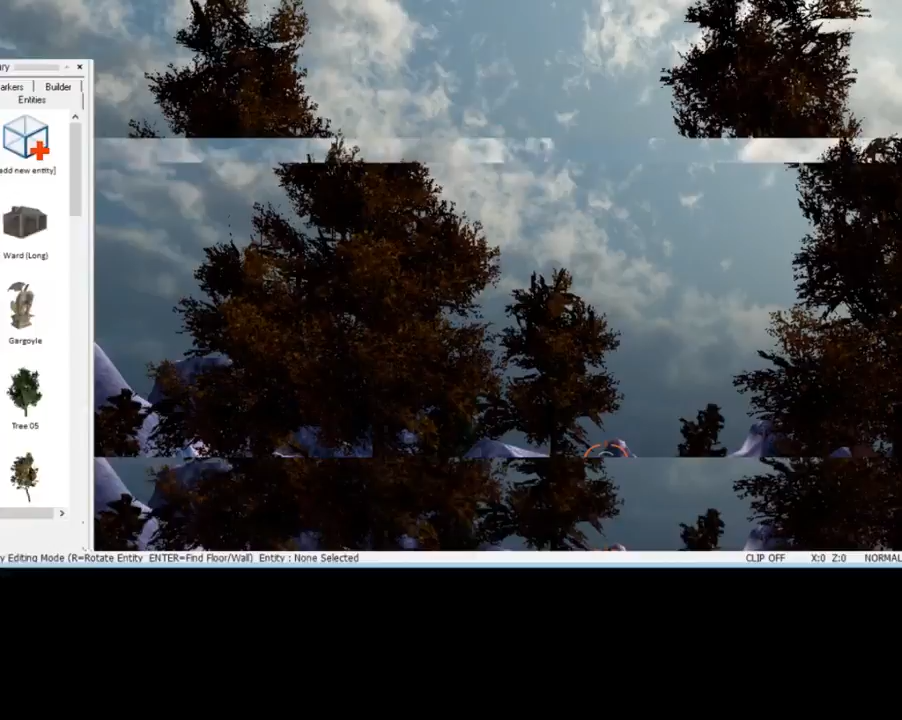 ry
arkers Builder
Entities
add new entity]
Ward (Long)
Gargoyle
Tree 05
y Editing Mode (R=Rotate Entity ENTER=Find Floor/Wall) Entity : None Selected CLIP OFF X:0 Z:0 NORMAL